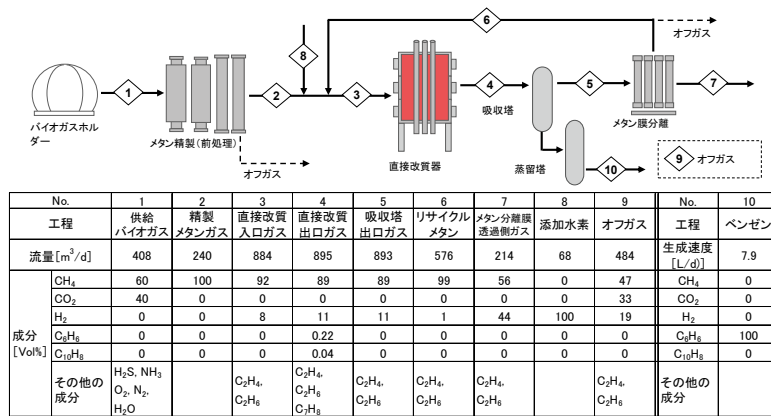 6
オフガス
8
1
2
3
4
吸収塔
5
7
バイオガスホルダー
メタン精製(前処理)
オフガス
直接改質器
蒸留塔
10
メタン膜分離
9 オフガス
No. 1 2 3 4 5 6 7 8 9 No. 10
工程 供給バイオガス 精製メタンガス 直接改質入口ガス 直接改質出口ガス 吸収塔出口ガス リサイクルメタン メタン分離膜透過側ガス 添加水素 オフガス 工程 ベンゼン
流量[m³/d] 408 240 884 895 893 576 214 68 484 生成速度[L/d)] 7.9
成分[Vol%]
CH₄ 60 100 92 89 89 99 56 0 47 CH₄ 0
CO₂ 40 0 0 0 0 0 0 0 33 CO₂ 0
H₂ 0 0 8 11 11 1 44 100 19 H₂ 0
C₆H₆ 0 0 0 0.22 0 0 0 0 0 C₆H₆ 100
C₁₀H₈ 0 0 0 0.04 0 0 0 0 0 C₁₀H₈ 0
その他の成分 H₂S, NH₃ O₂, N₂, H₂O C₂H₄, C₂H₆ C₂H₄, C₂H₆ C₇H₈ C₂H₄, C₂H₆ C₂H₄, C₂H₆ C₂H₄, C₂H₆ C₂H₄, C₂H₆ その他の成分